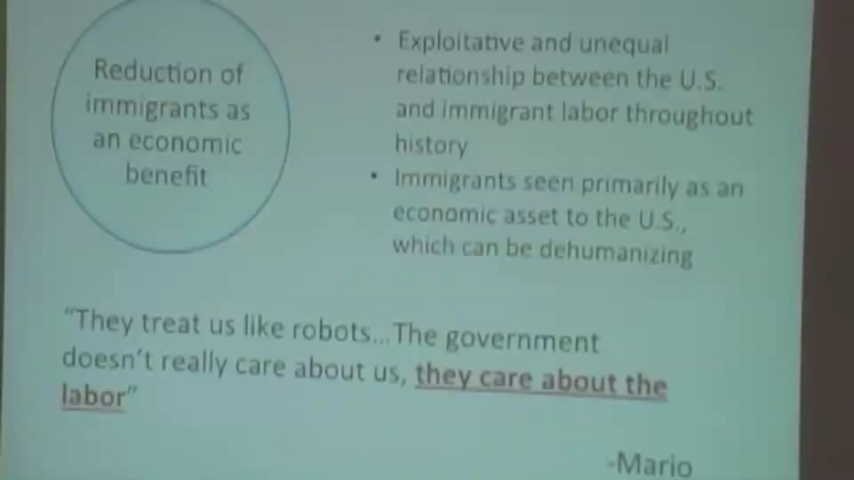 Reduction of
immigrants as
an economic
benefit
• Exploitative and unequal
relationship between the U.S.
and immigrant labor throughout
history
• Immigrants seen primarily as an
economic asset to the U.S.,
which can be dehumanizing
"They treat us like robots...The government
doesn't really care about us, they care about the
labor"
-Mario